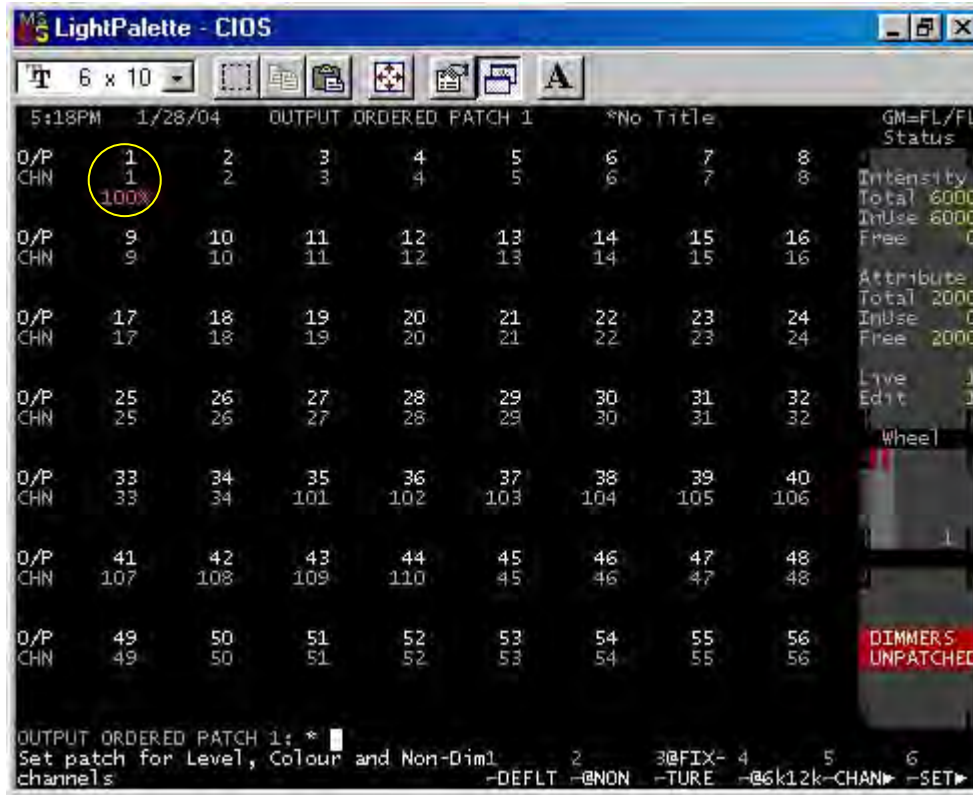 LightPalette - CIOS
6 x 10 A
5:18PM 1/28/04 OUTPUT ORDERED PATCH 1 *No Title GM=FL/FL
Status
O/P 1 2 3 4 5 6 7 8
CHN 1 2 3 4 5 6 7 8
100%
Intensity
Total 6000
InUse 6000
Free 0
O/P 9 10 11 12 13 14 15 16
CHN 9 10 11 12 13 14 15 16
Attribute
Total 2000
InUse 0
Free 2000
O/P 17 18 19 20 21 22 23 24
CHN 17 18 19 20 21 22 23 24
Live 1
Edit 1
O/P 25 26 27 28 29 30 31 32
CHN 25 26 27 28 29 30 31 32
Wheel
O/P 33 34 35 36 37 38 39 40
CHN 33 34 101 102 103 104 105 106
1
O/P 41 42 43 44 45 46 47 48
CHN 107 108 109 110 45 46 47 48
O/P 49 50 51 52 53 54 55 56
CHN 49 50 51 52 53 54 55 56
DIMMERS
UNPATCHED
OUTPUT ORDERED PATCH 1: *
Set patch for Level, Colour and Non-Dim1 2 3@FIX- 4 5 6
channels -DEFLT -@NON -TURE -@6k12k-CHAN► -SET►